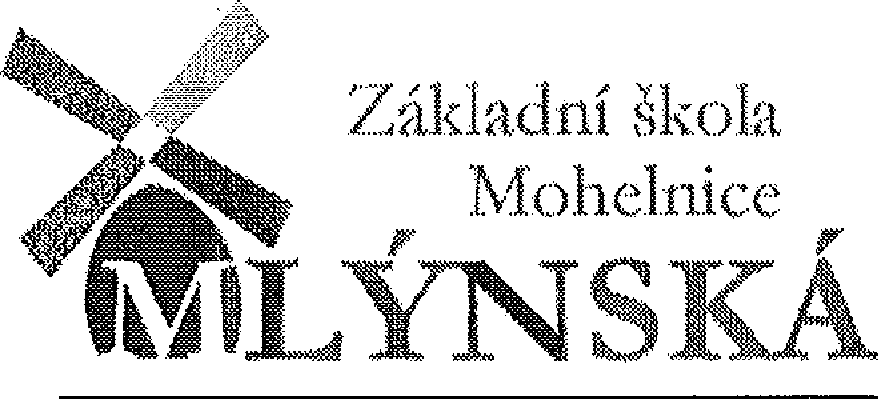 Základní škola
Mohelnice
MLÝNSKÁ